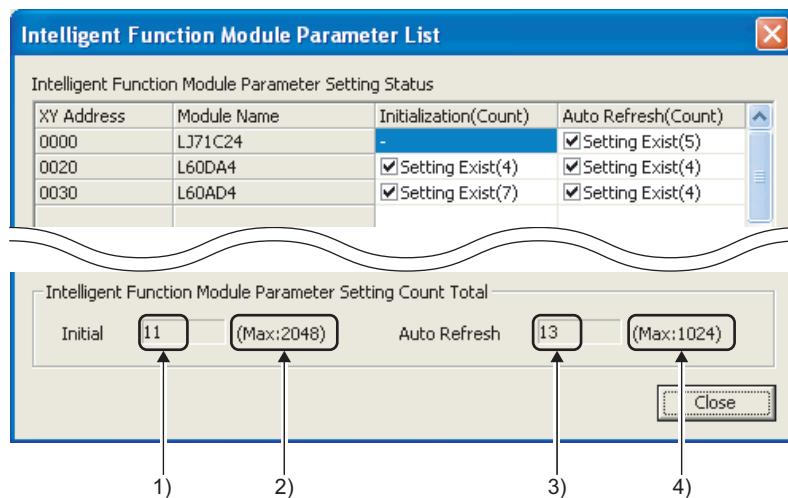 Intelligent Function Module Parameter List
Intelligent Function Module Parameter Setting Status
XY Address Module Name Initialization(Count) Auto Refresh(Count)
0000 LJ71C24 - Setting Exist(5)
0020 L60DA4 Setting Exist(4) Setting Exist(4)
0030 L60AD4 Setting Exist(7) Setting Exist(4)
Intelligent Function Module Parameter Setting Count Total
Initial 11 (Max:2048) Auto Refresh 13 (Max:1024)
Close
1) 2) 3) 4)